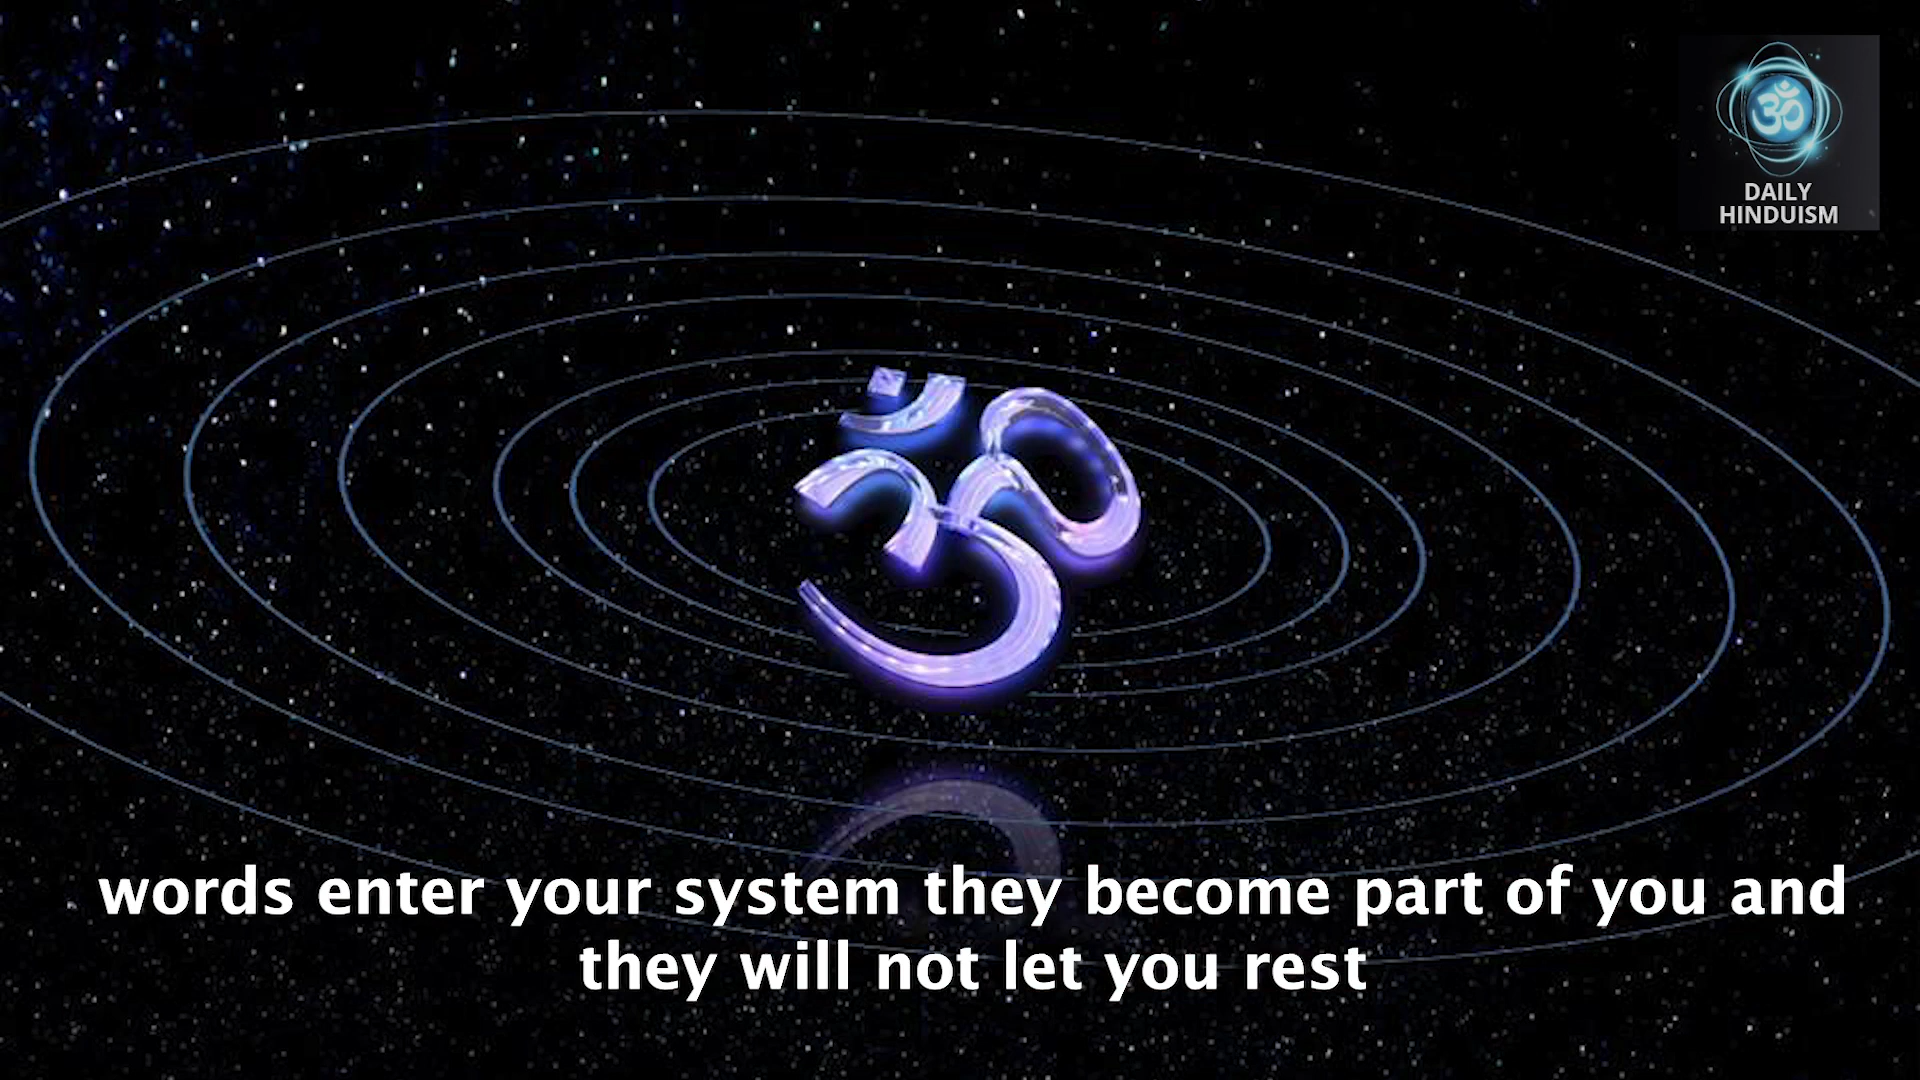 ॐ
DAILY
HINDUISM
ॐ
words enter your system they become part of you and
they will not let you rest